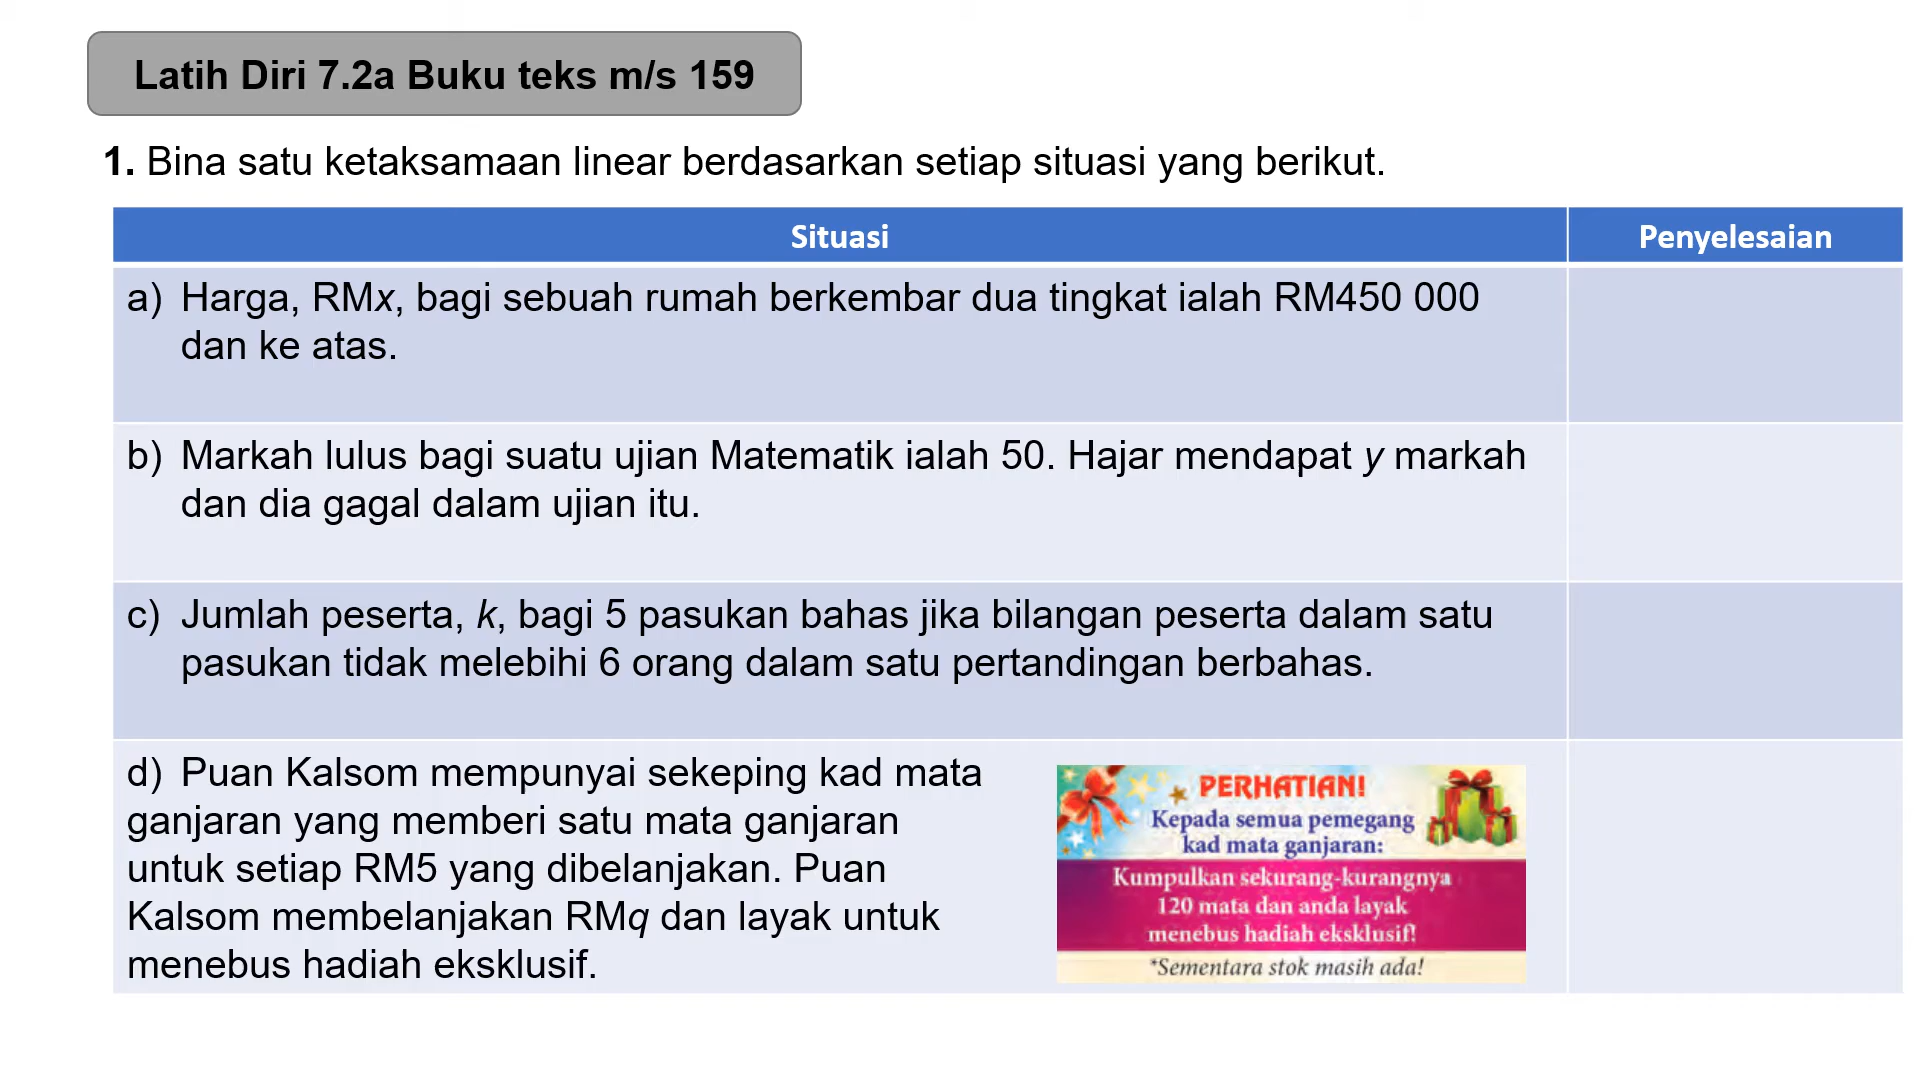 Latih Diri 7.2a Buku teks m/s 159
1. Bina satu ketaksamaan linear berdasarkan setiap situasi yang berikut.
Situasi
Penyelesaian
a) Harga, RMx, bagi sebuah rumah berkembar dua tingkat ialah RM450 000
dan ke atas.
b) Markah lulus bagi suatu ujian Matematik ialah 50. Hajar mendapat y markah
dan dia gagal dalam ujian itu.
c) Jumlah peserta, k, bagi 5 pasukan bahas jika bilangan peserta dalam satu
pasukan tidak melebihi 6 orang dalam satu pertandingan berbahas.
d) Puan Kalsom mempunyai sekeping kad mata
ganjaran yang memberi satu mata ganjaran
untuk setiap RM5 yang dibelanjakan. Puan
Kalsom membelanjakan RMq dan layak untuk
menebus hadiah eksklusif.
PERHATIAN!
Kepada semua pemegang
kad mata ganjaran:
Kumpulkan sekurang-kurangnya
120 mata dan anda layak
menebus hadiah eksklusif!
*Sementara stok masih ada!